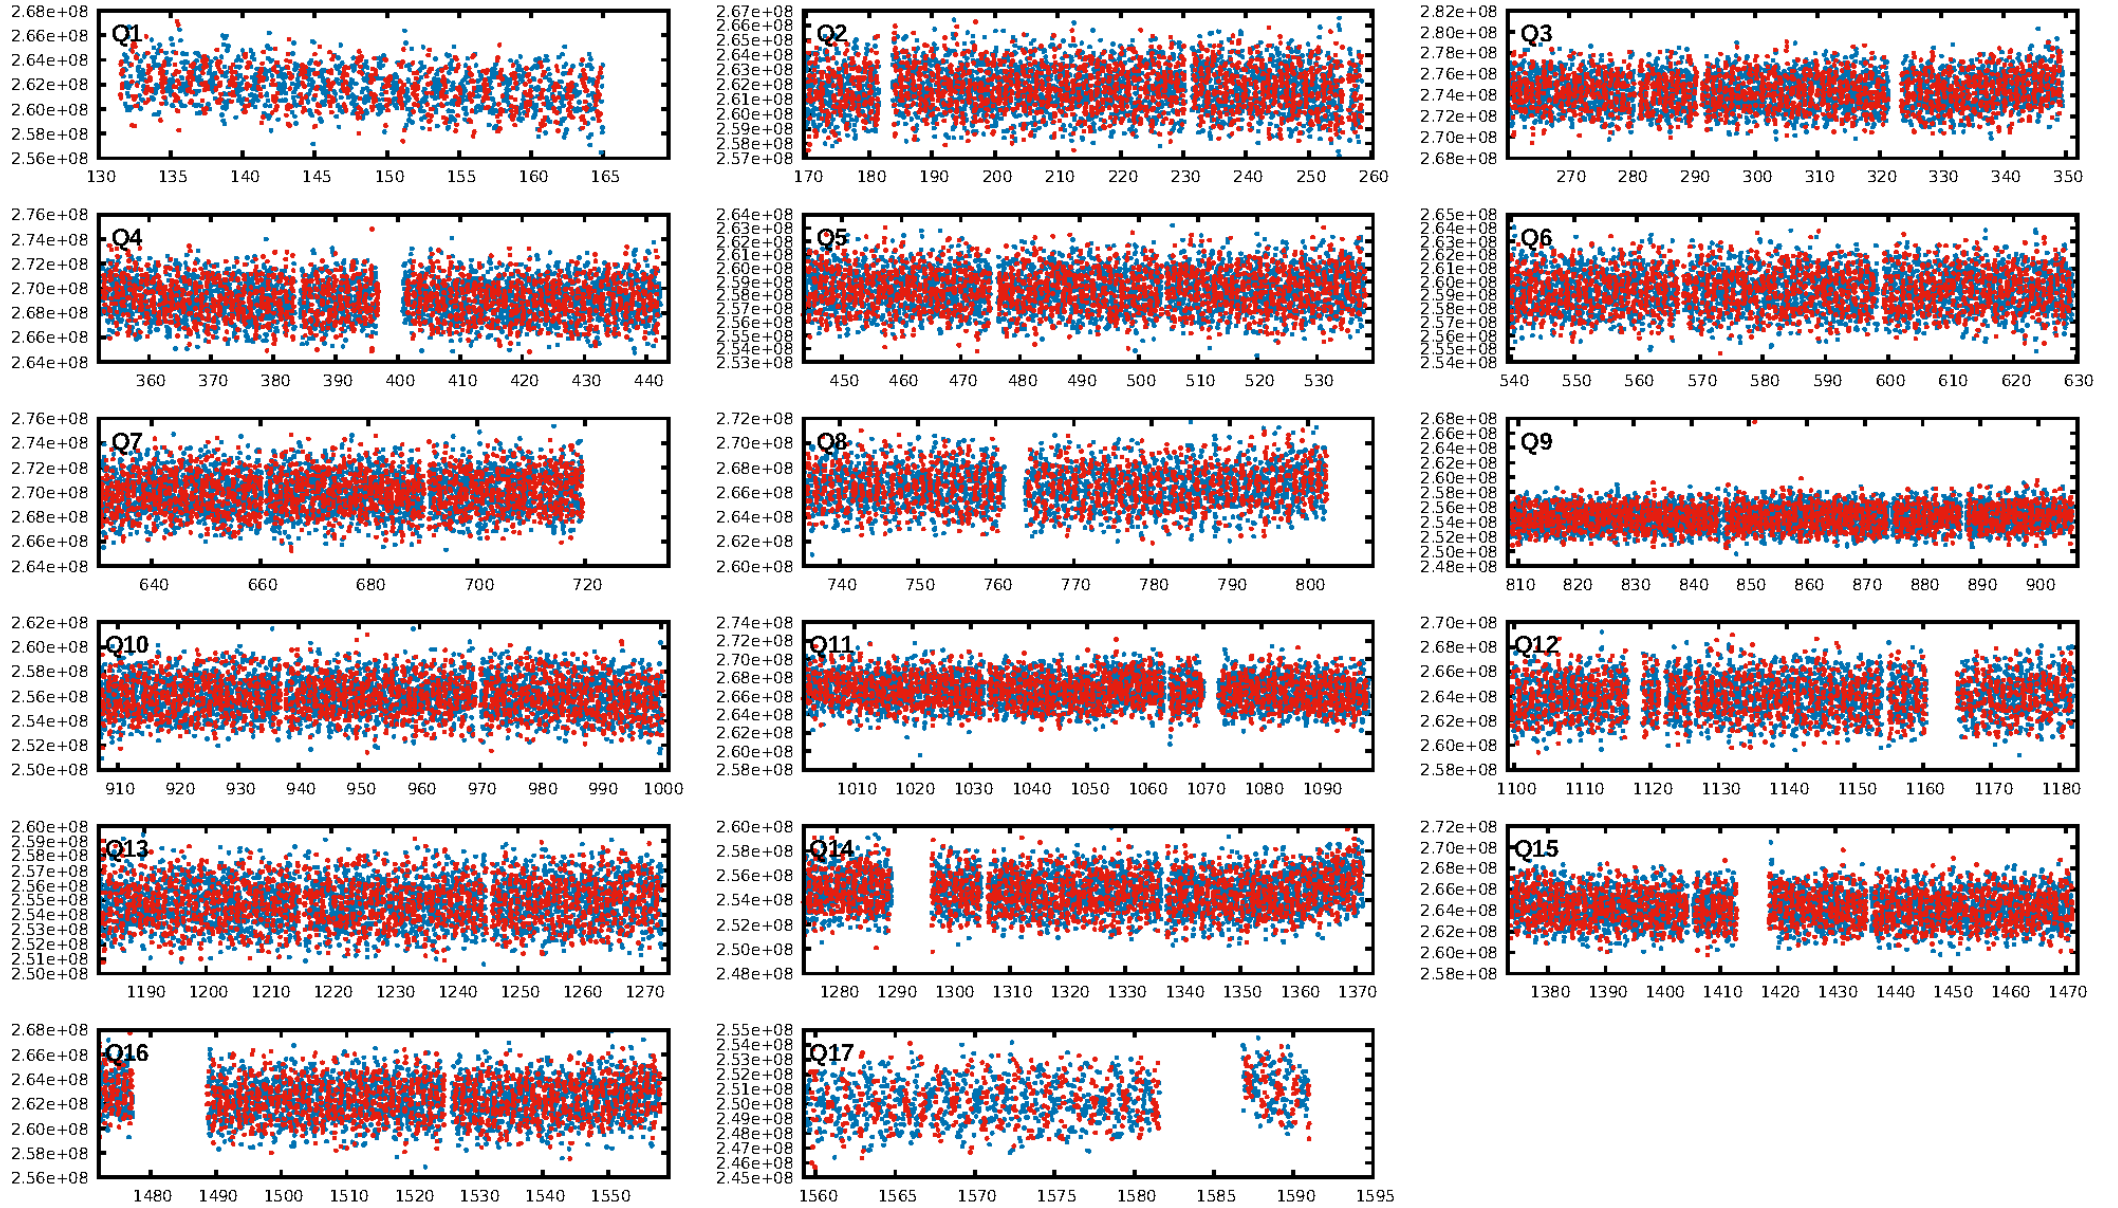 Q1
2.68e+08
2.66e+08
2.64e+08
2.62e+08
2.60e+08
2.58e+08
2.56e+08
130 135 140 145 150 155 160 165
Q2
2.67e+08
2.66e+08
2.65e+08
2.64e+08
2.63e+08
2.62e+08
2.61e+08
2.60e+08
2.59e+08
2.58e+08
2.57e+08
170 180 190 200 210 220 230 240 250 260
Q3
2.82e+08
2.80e+08
2.78e+08
2.76e+08
2.74e+08
2.72e+08
2.70e+08
2.68e+08
270 280 290 300 310 320 330 340 350
Q4
2.76e+08
2.74e+08
2.72e+08
2.70e+08
2.68e+08
2.66e+08
2.64e+08
360 370 380 390 400 410 420 430 440
Q5
2.64e+08
2.63e+08
2.62e+08
2.61e+08
2.60e+08
2.59e+08
2.58e+08
2.57e+08
2.56e+08
2.55e+08
2.54e+08
2.53e+08
450 460 470 480 490 500 510 520 530
Q6
2.65e+08
2.64e+08
2.63e+08
2.62e+08
2.61e+08
2.60e+08
2.59e+08
2.58e+08
2.57e+08
2.56e+08
2.55e+08
2.54e+08
540 550 560 570 580 590 600 610 620 630
Q7
2.76e+08
2.74e+08
2.72e+08
2.70e+08
2.68e+08
2.66e+08
2.64e+08
640 660 680 700 720
Q8
2.72e+08
2.70e+08
2.68e+08
2.66e+08
2.64e+08
2.62e+08
2.60e+08
740 750 760 770 780 790 800
Q9
2.68e+08
2.66e+08
2.64e+08
2.62e+08
2.60e+08
2.58e+08
2.56e+08
2.54e+08
2.52e+08
2.50e+08
2.48e+08
810 820 830 840 850 860 870 880 890 900
Q10
2.62e+08
2.60e+08
2.58e+08
2.56e+08
2.54e+08
2.52e+08
2.50e+08
910 920 930 940 950 960 970 980 990 1000
Q11
2.74e+08
2.72e+08
2.70e+08
2.68e+08
2.66e+08
2.64e+08
2.62e+08
2.60e+08
2.58e+08
1010 1020 1030 1040 1050 1060 1070 1080 1090
Q12
2.70e+08
2.68e+08
2.66e+08
2.64e+08
2.62e+08
2.60e+08
2.58e+08
1100 1110 1120 1130 1140 1150 1160 1170 1180
Q13
2.60e+08
2.59e+08
2.58e+08
2.57e+08
2.56e+08
2.55e+08
2.54e+08
2.53e+08
2.52e+08
2.51e+08
2.50e+08
1190 1200 1210 1220 1230 1240 1250 1260 1270
Q14
2.60e+08
2.58e+08
2.56e+08
2.54e+08
2.52e+08
2.50e+08
2.48e+08
1280 1290 1300 1310 1320 1330 1340 1350 1360 1370
Q15
2.72e+08
2.70e+08
2.68e+08
2.66e+08
2.64e+08
2.62e+08
2.60e+08
2.58e+08
1380 1390 1400 1410 1420 1430 1440 1450 1460 1470
Q16
2.68e+08
2.66e+08
2.64e+08
2.62e+08
2.60e+08
2.58e+08
2.56e+08
1480 1490 1500 1510 1520 1530 1540 1550
Q17
2.55e+08
2.54e+08
2.53e+08
2.52e+08
2.51e+08
2.50e+08
2.49e+08
2.48e+08
2.47e+08
2.46e+08
2.45e+08
1560 1565 1570 1575 1580 1585 1590 1595